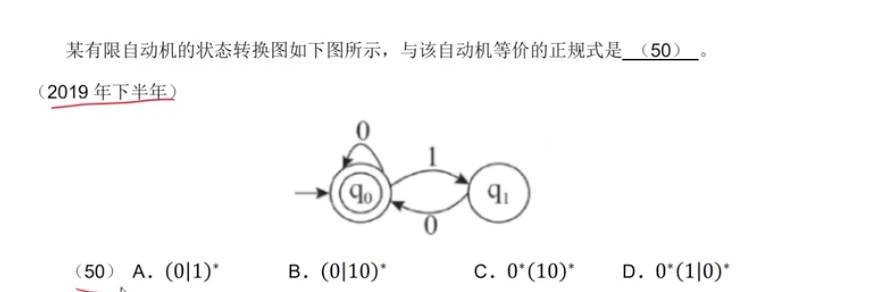 某有限自动机的状态转换图如下图所示，与该自动机等价的正规式是 （50） 。
（2019 年下半年）
0
1
q₀
q₁
0
（50） A．(0|1)* B．(0|10)* C．0*(10)* D．0*(1|0)*